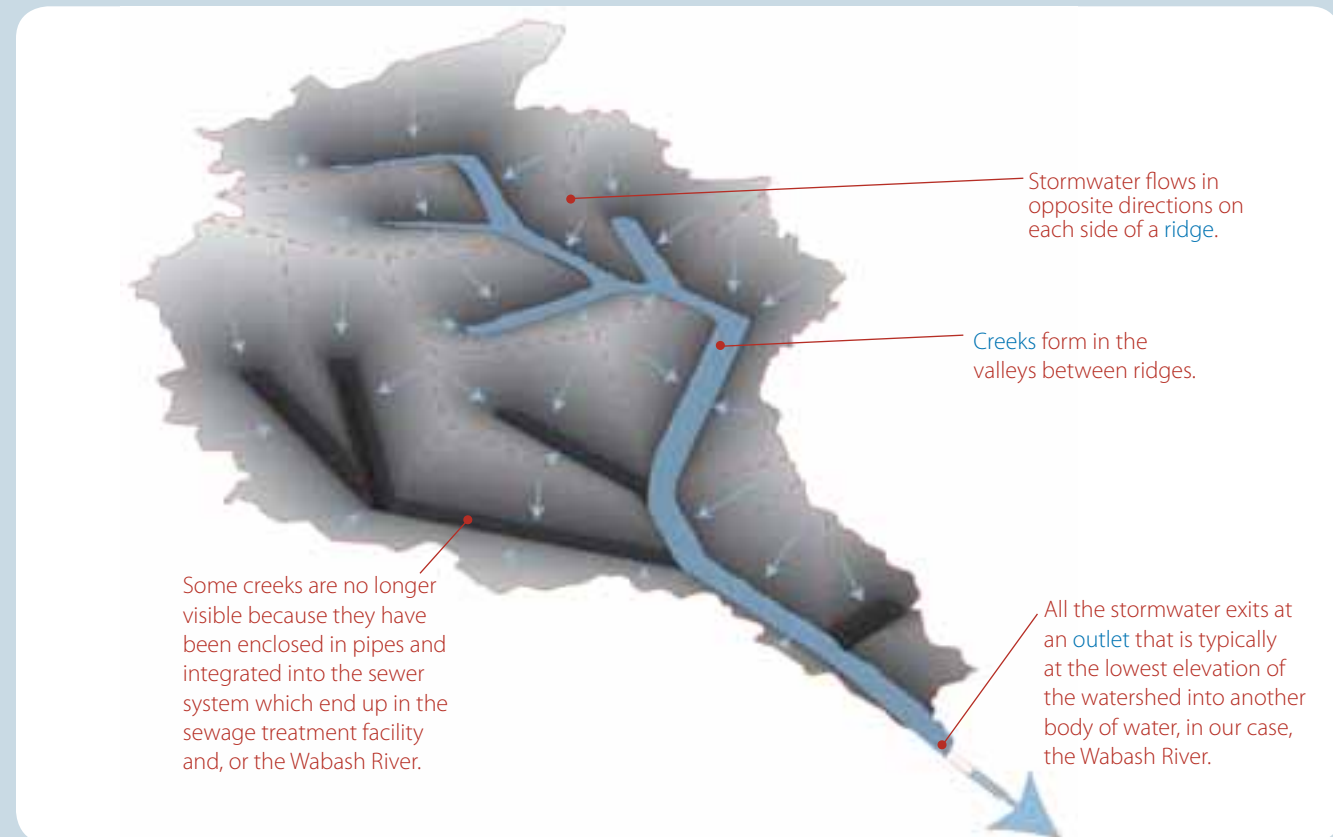 Stormwater flows in
opposite directions on
each side of a ridge.
Creeks form in the
valleys between ridges.
Some creeks are no longer
visible because they have
been enclosed in pipes and
integrated into the sewer
system which end up in the
sewage treatment facility
and, or the Wabash River.
All the stormwater exits at
an outlet that is typically
at the lowest elevation of
the watershed into another
body of water, in our case,
the Wabash River.